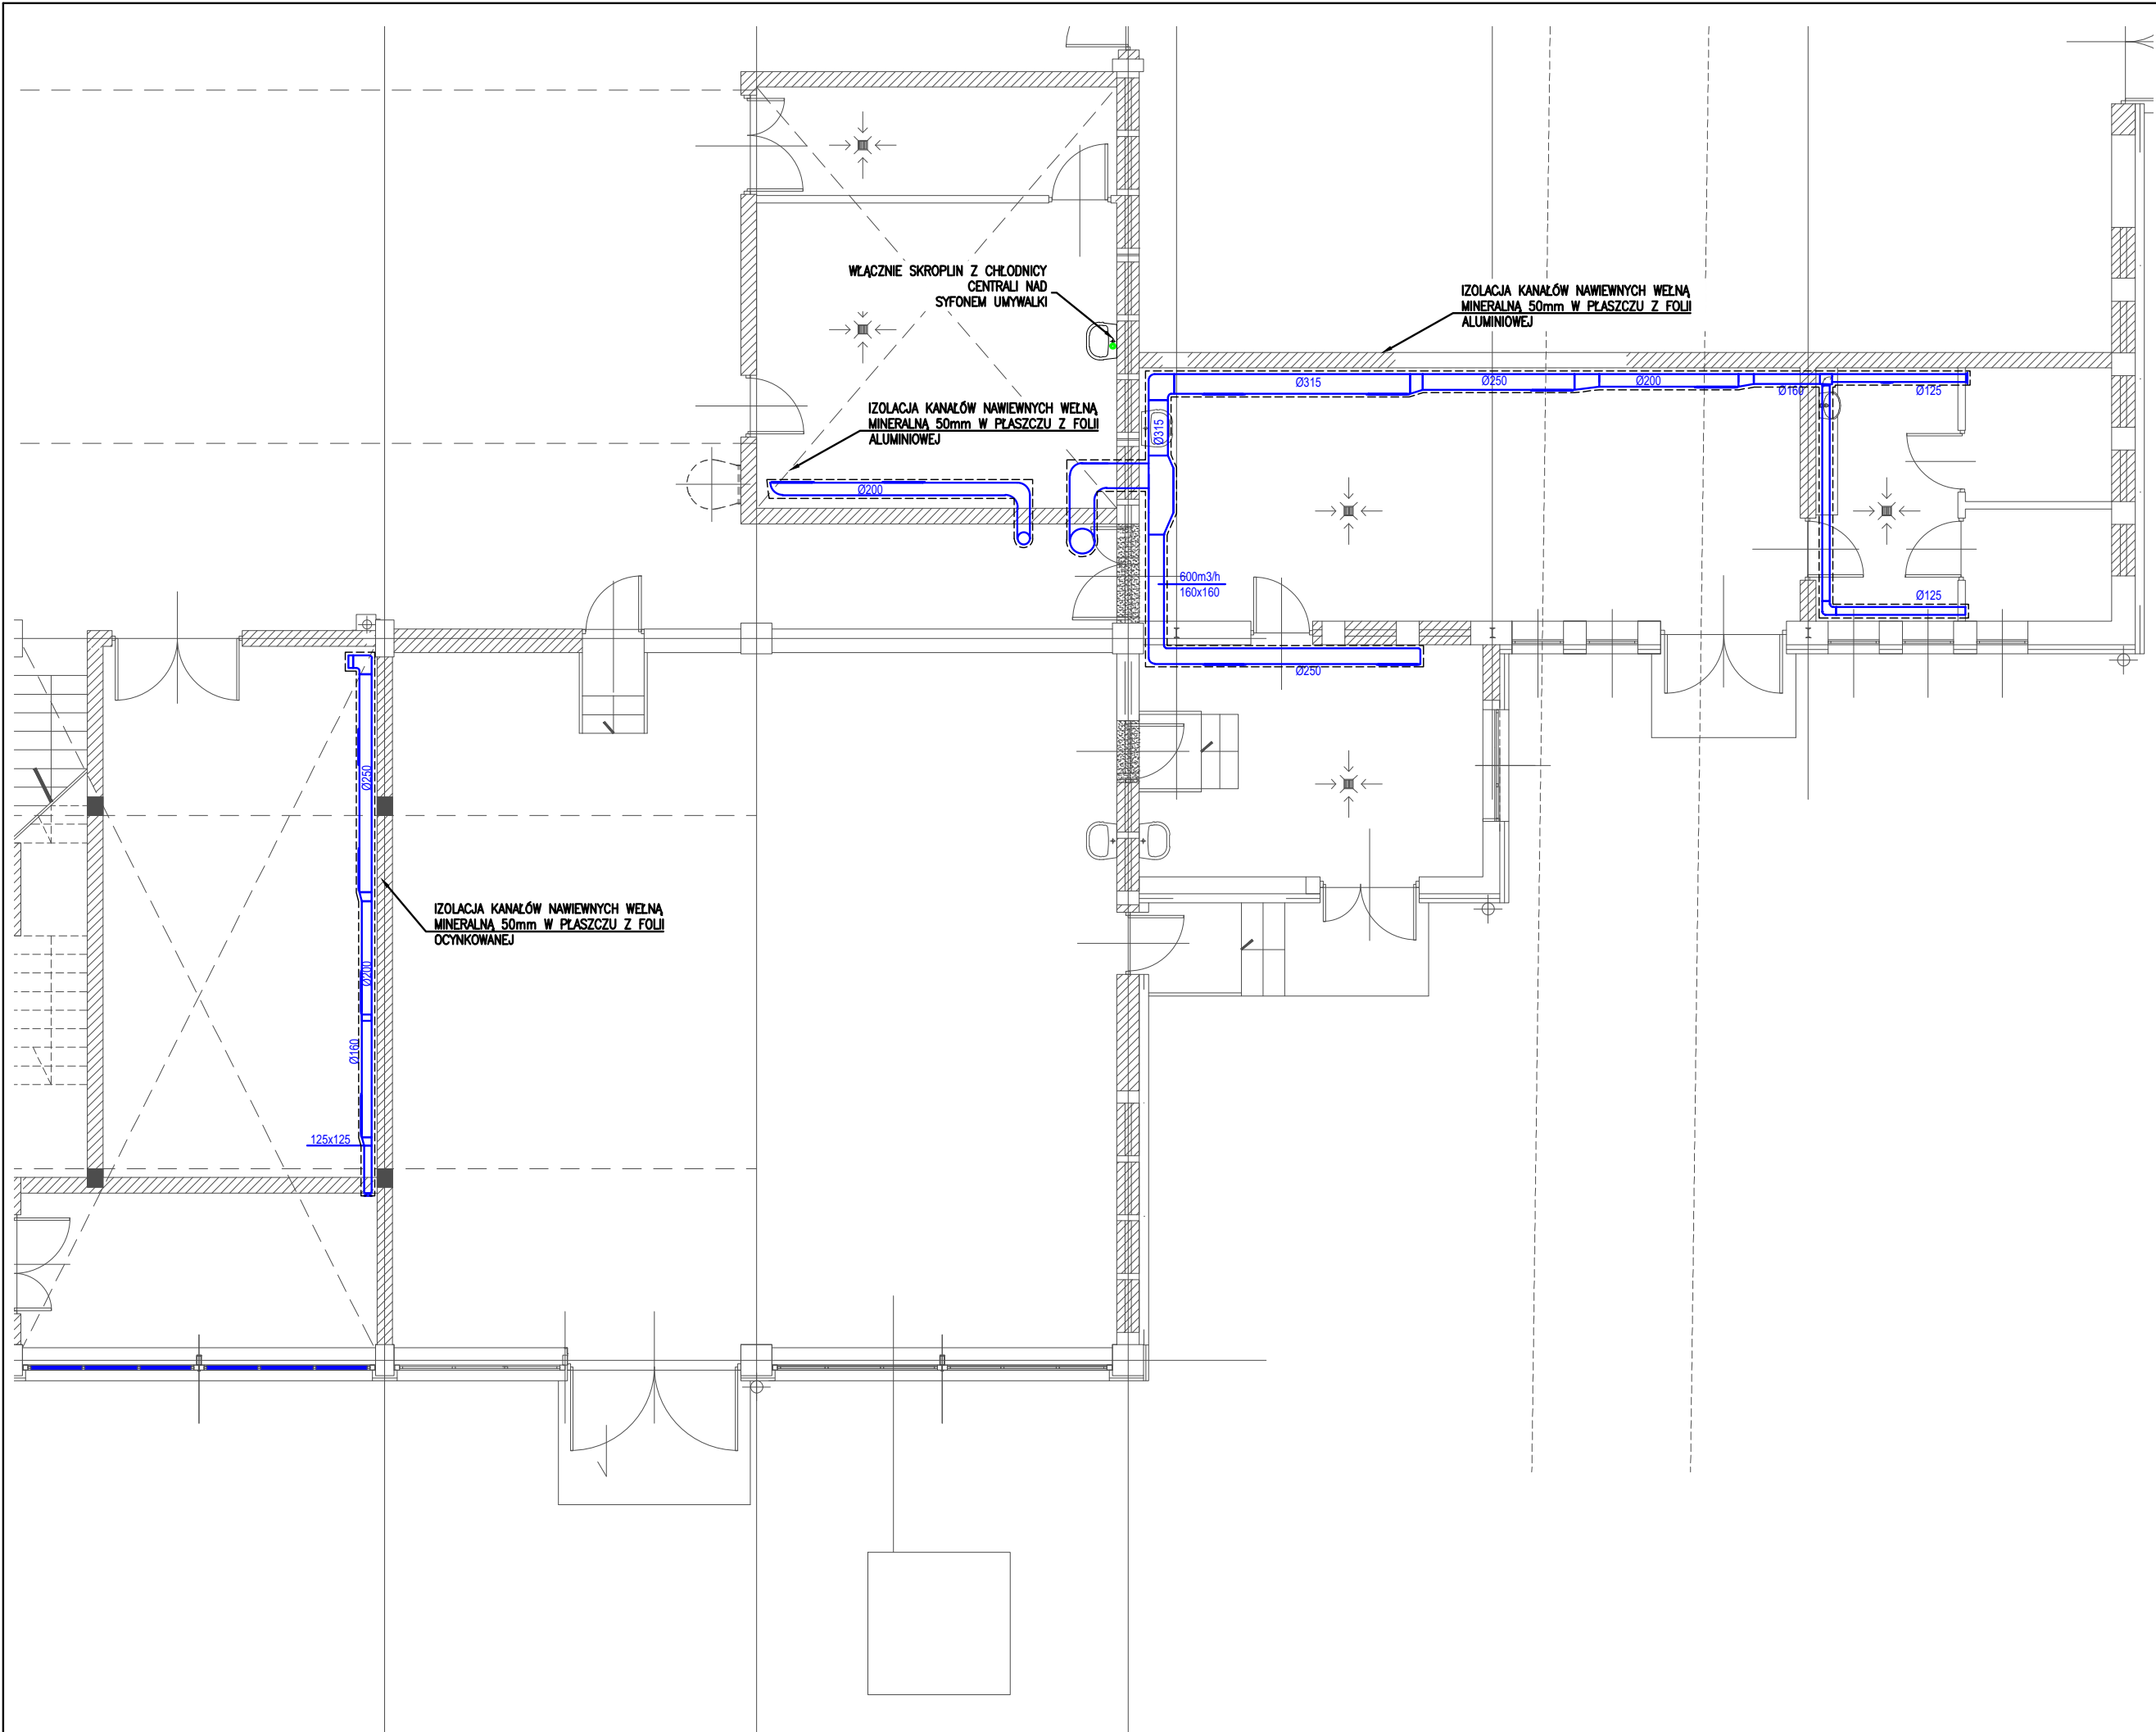 WŁĄCZNIE SKROPLIN Z CHŁODNICY
CENTRALI NAD
SYFONEM UMYWALKI
IZOLACJA KANAŁÓW NAWIEWNYCH WEŁNĄ
MINERALNĄ 50mm W PŁASZCZU Z FOLII
ALUMINIOWEJ
Ø315
Ø250
Ø200
Ø160
Ø125
IZOLACJA KANAŁÓW NAWIEWNYCH WEŁNĄ
MINERALNĄ 50mm W PŁASZCZU Z FOLII
ALUMINIOWEJ
Ø315
Ø200
600m3/h
160x160
Ø125
Ø250
Ø250
IZOLACJA KANAŁÓW NAWIEWNYCH WEŁNĄ
MINERALNĄ 50mm W PŁASZCZU Z FOLII
OCYNKOWANEJ
Ø200
Ø160
125x125